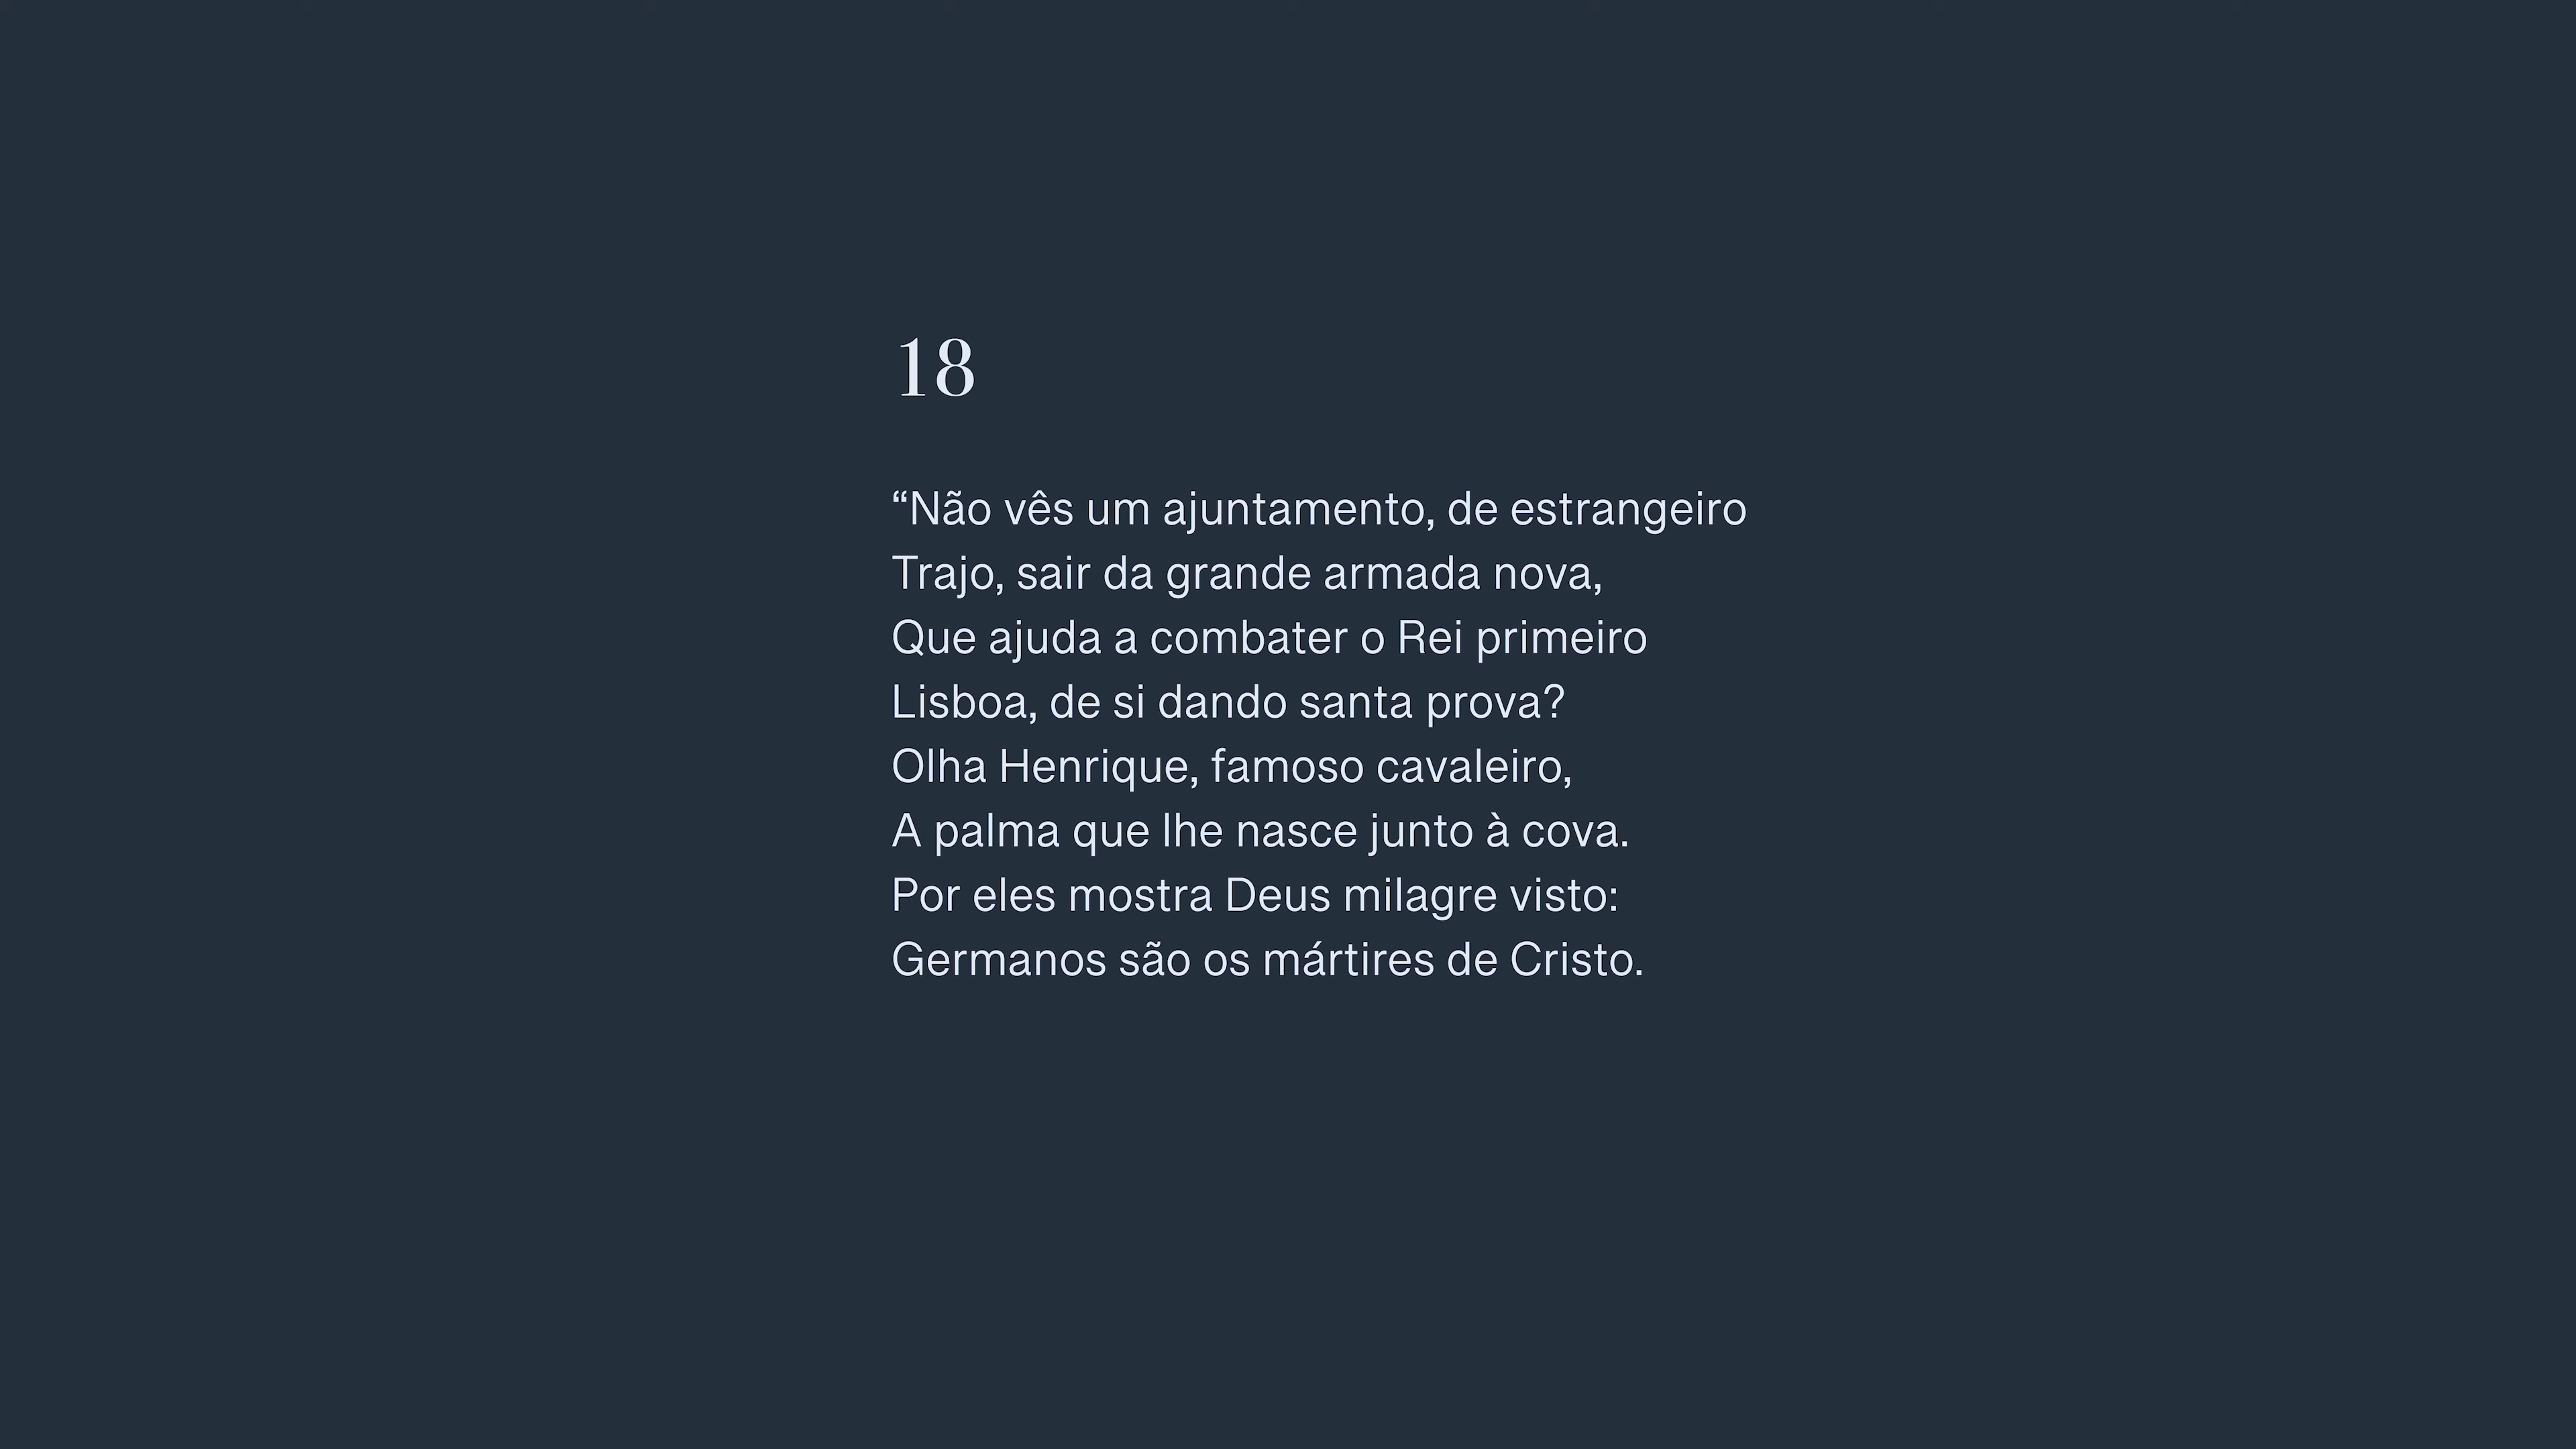 18
“Não vês um ajuntamento, de estrangeiro
Trajo, sair da grande armada nova,
Que ajuda a combater o Rei primeiro
Lisboa, de si dando santa prova?
Olha Henrique, famoso cavaleiro,
A palma que lhe nasce junto à cova.
Por eles mostra Deus milagre visto:
Germanos são os mártires de Cristo.